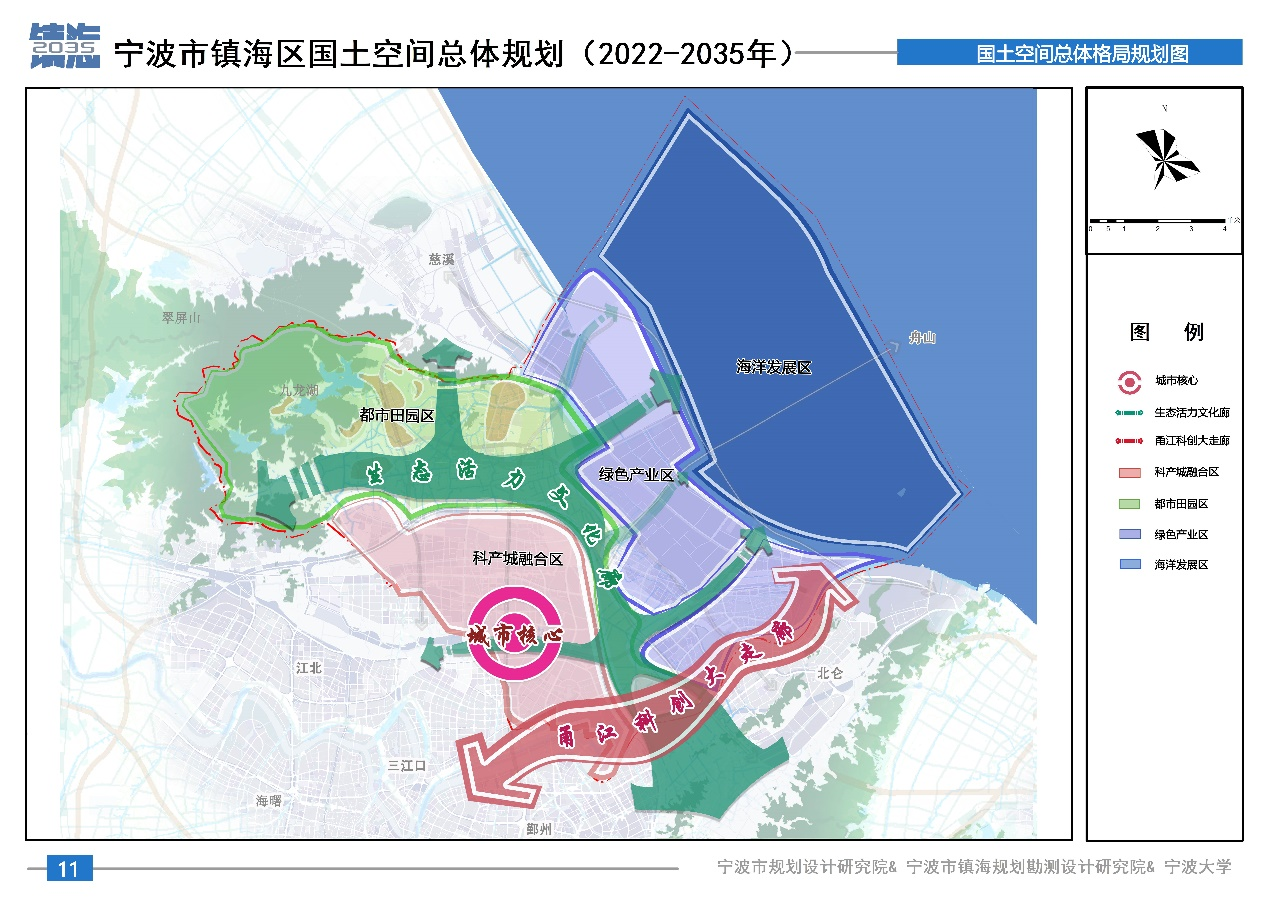 镇海
2035
宁波市镇海区国土空间总体规划（2022-2035年）
国土空间总体格局规划图
N
千米
0 .5 1 2 3 4
慈溪
翠屏山
舟山
海洋发展区
九龙湖
都市田园区
生态活力文化廊
绿色产业区
科产城融合区
城市核心
江北
北仑
甬江科创大走廊
三江口
海曙
鄞州
图 例
城市核心
生态活力文化廊
甬江科创大走廊
科产城融合区
都市田园区
绿色产业区
海洋发展区
11
宁波市规划设计研究院& 宁波市镇海规划勘测设计研究院& 宁波大学